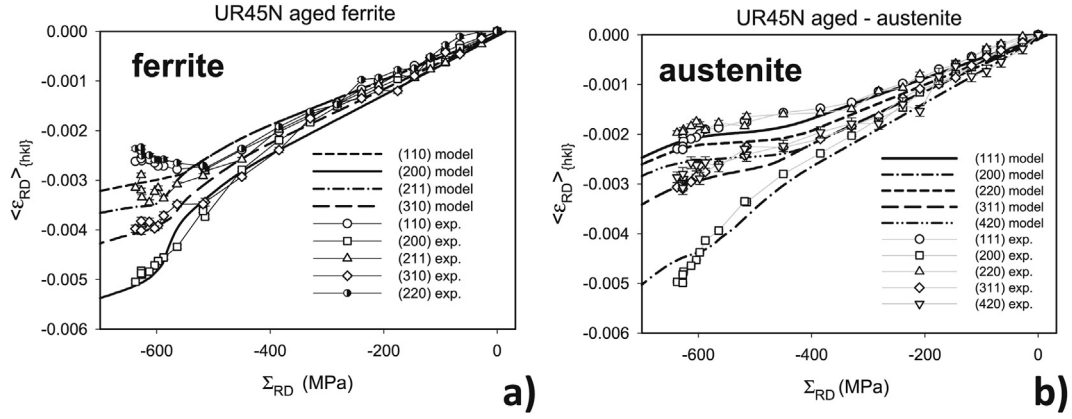 UR45N aged ferrite
0.000
-0.001
-0.002
-0.003
-0.004
-0.005
-0.006
<εRD>{hkl}
ferrite
(110) model
(200) model
(211) model
(310) model
(110) exp.
(200) exp.
(211) exp.
(310) exp.
(220) exp.
-600
-400
-200
0
ΣRD (MPa)
a)
UR45N aged - austenite
0.000
-0.001
-0.002
-0.003
-0.004
-0.005
-0.006
<εRD>{hkl}
austenite
(111) model
(200) model
(220) model
(311) model
(420) model
(111) exp.
(200) exp.
(220) exp.
(311) exp.
(420) exp.
-600
-400
-200
0
ΣRD (MPa)
b)